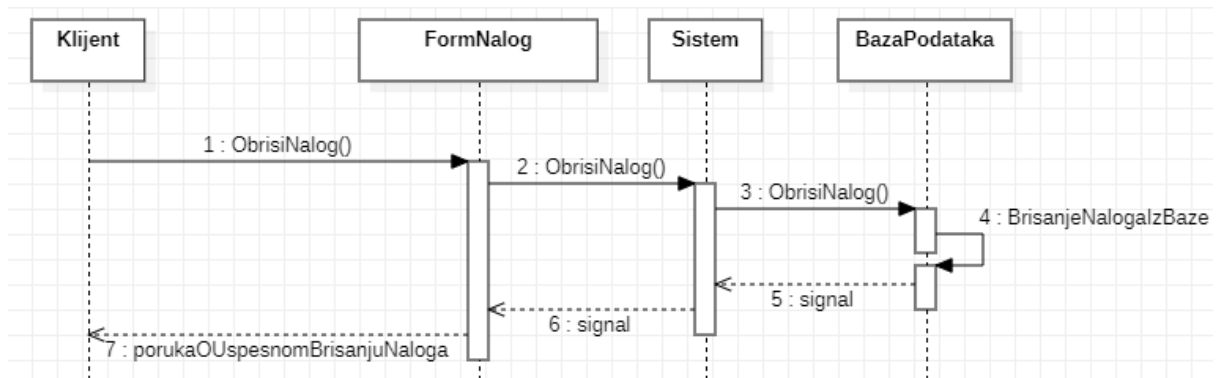 Klijent
FormNalog
Sistem
BazaPodataka
1 : ObrisiNalog()
2 : ObrisiNalog()
3 : ObrisiNalog()
4 : BrisanjeNalogaIzBaze
5 : signal
6 : signal
7 : porukaOUspesnomBrisanjuNaloga